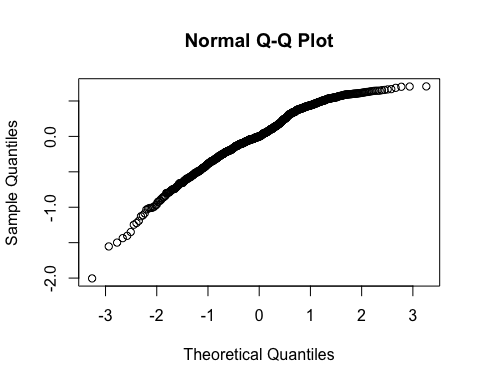 Normal Q-Q Plot
Sample Quantiles
0.0
-1.0
-2.0
-3 -2 -1 0 1 2 3
Theoretical Quantiles